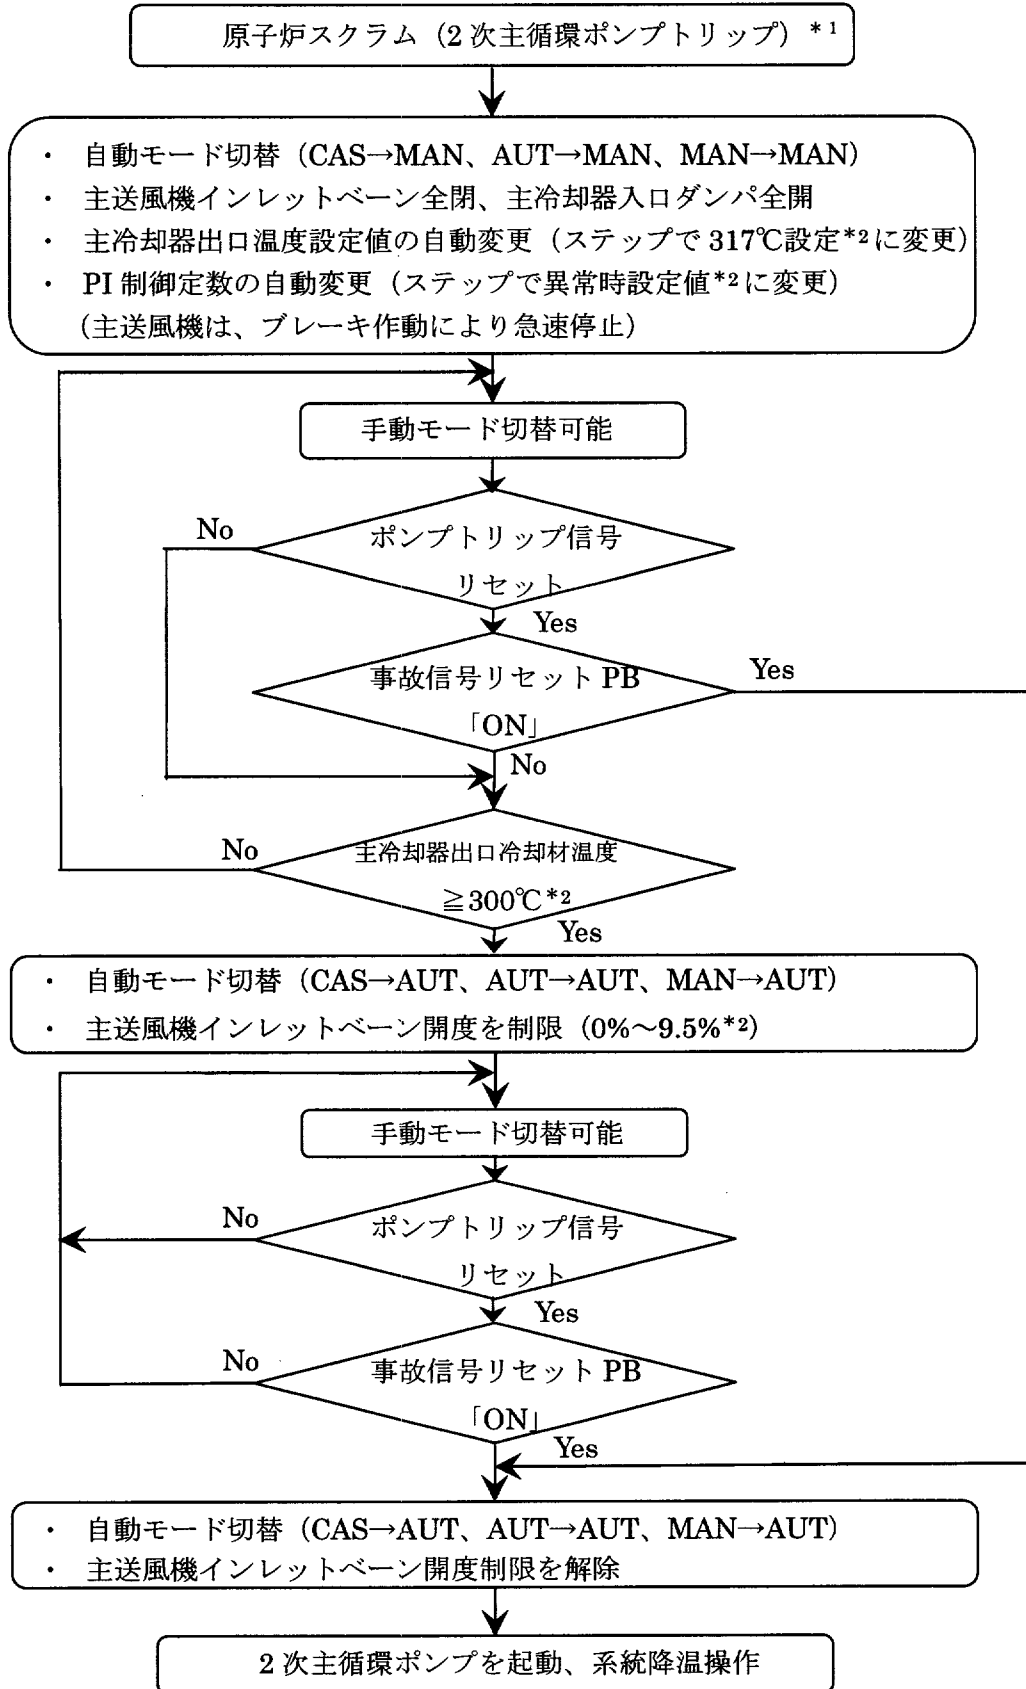 原子炉スクラム（2 次主循環ポンプトリップ）*1
・ 自動モード切替（CAS→MAN、AUT→MAN、MAN→MAN）
・ 主送風機インレットベーン全閉、主冷却器入口ダンパ全開
・ 主冷却器出口温度設定値の自動変更（ステップで 317℃設定*2に変更）
・ PI 制御定数の自動変更（ステップで異常時設定値*2に変更）
（主送風機は、ブレーキ作動により急速停止）
手動モード切替可能
No
ポンプトリップ信号
リセット
Yes
事故信号リセット PB
Yes
「ON」
No
No
主冷却器出口冷却材温度
≧300℃*2
Yes
・ 自動モード切替（CAS→AUT、AUT→AUT、MAN→AUT）
・ 主送風機インレットベーン開度を制限（0%～9.5%*2）
手動モード切替可能
No
ポンプトリップ信号
リセット
Yes
No
事故信号リセット PB
「ON」
Yes
・ 自動モード切替（CAS→AUT、AUT→AUT、MAN→AUT）
・ 主送風機インレットベーン開度制限を解除
2 次主循環ポンプを起動、系統降温操作